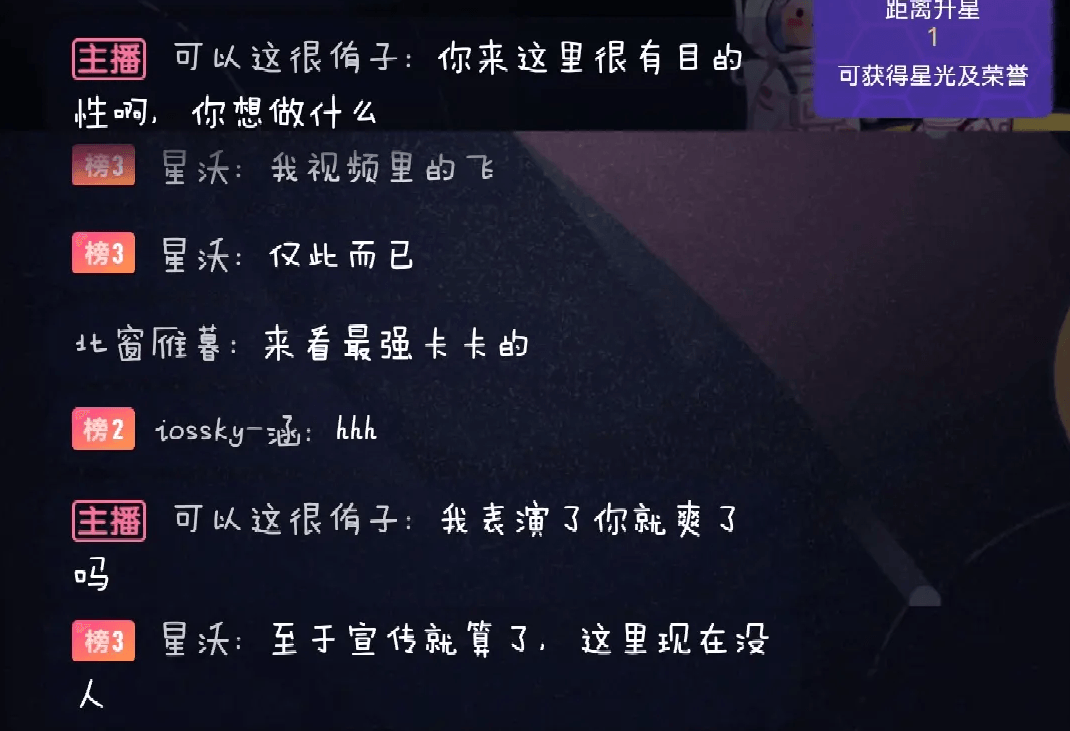 距离升星
1
可获得星光及荣誉
主播 可以这很侑子：你来这里很有目的
性啊，你想做什么
榜3 星沃：我视频里的飞
榜3 星沃：仅此而已
北窗雁暮：来看最强卡卡的
榜2 iossky-涵：hhh
主播 可以这很侑子：我表演了你就爽了
吗
榜3 星沃：至于宣传就算了，这里现在没
人